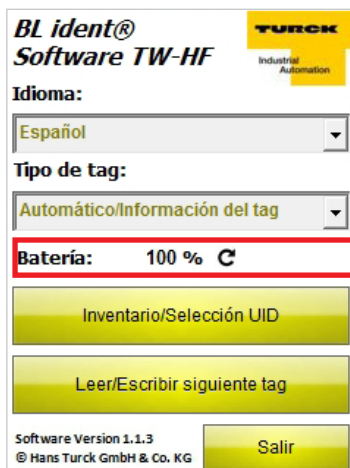 BL ident®
Software TW-HF
TURCK
Industrial
Automation
Idioma:
Español
Tipo de tag:
Automático/Información del tag
Batería: 100 %
Inventario/Selección UID
Leer/Escribir siguiente tag
Software Version 1.1.3
© Hans Turck GmbH & Co. KG
Salir